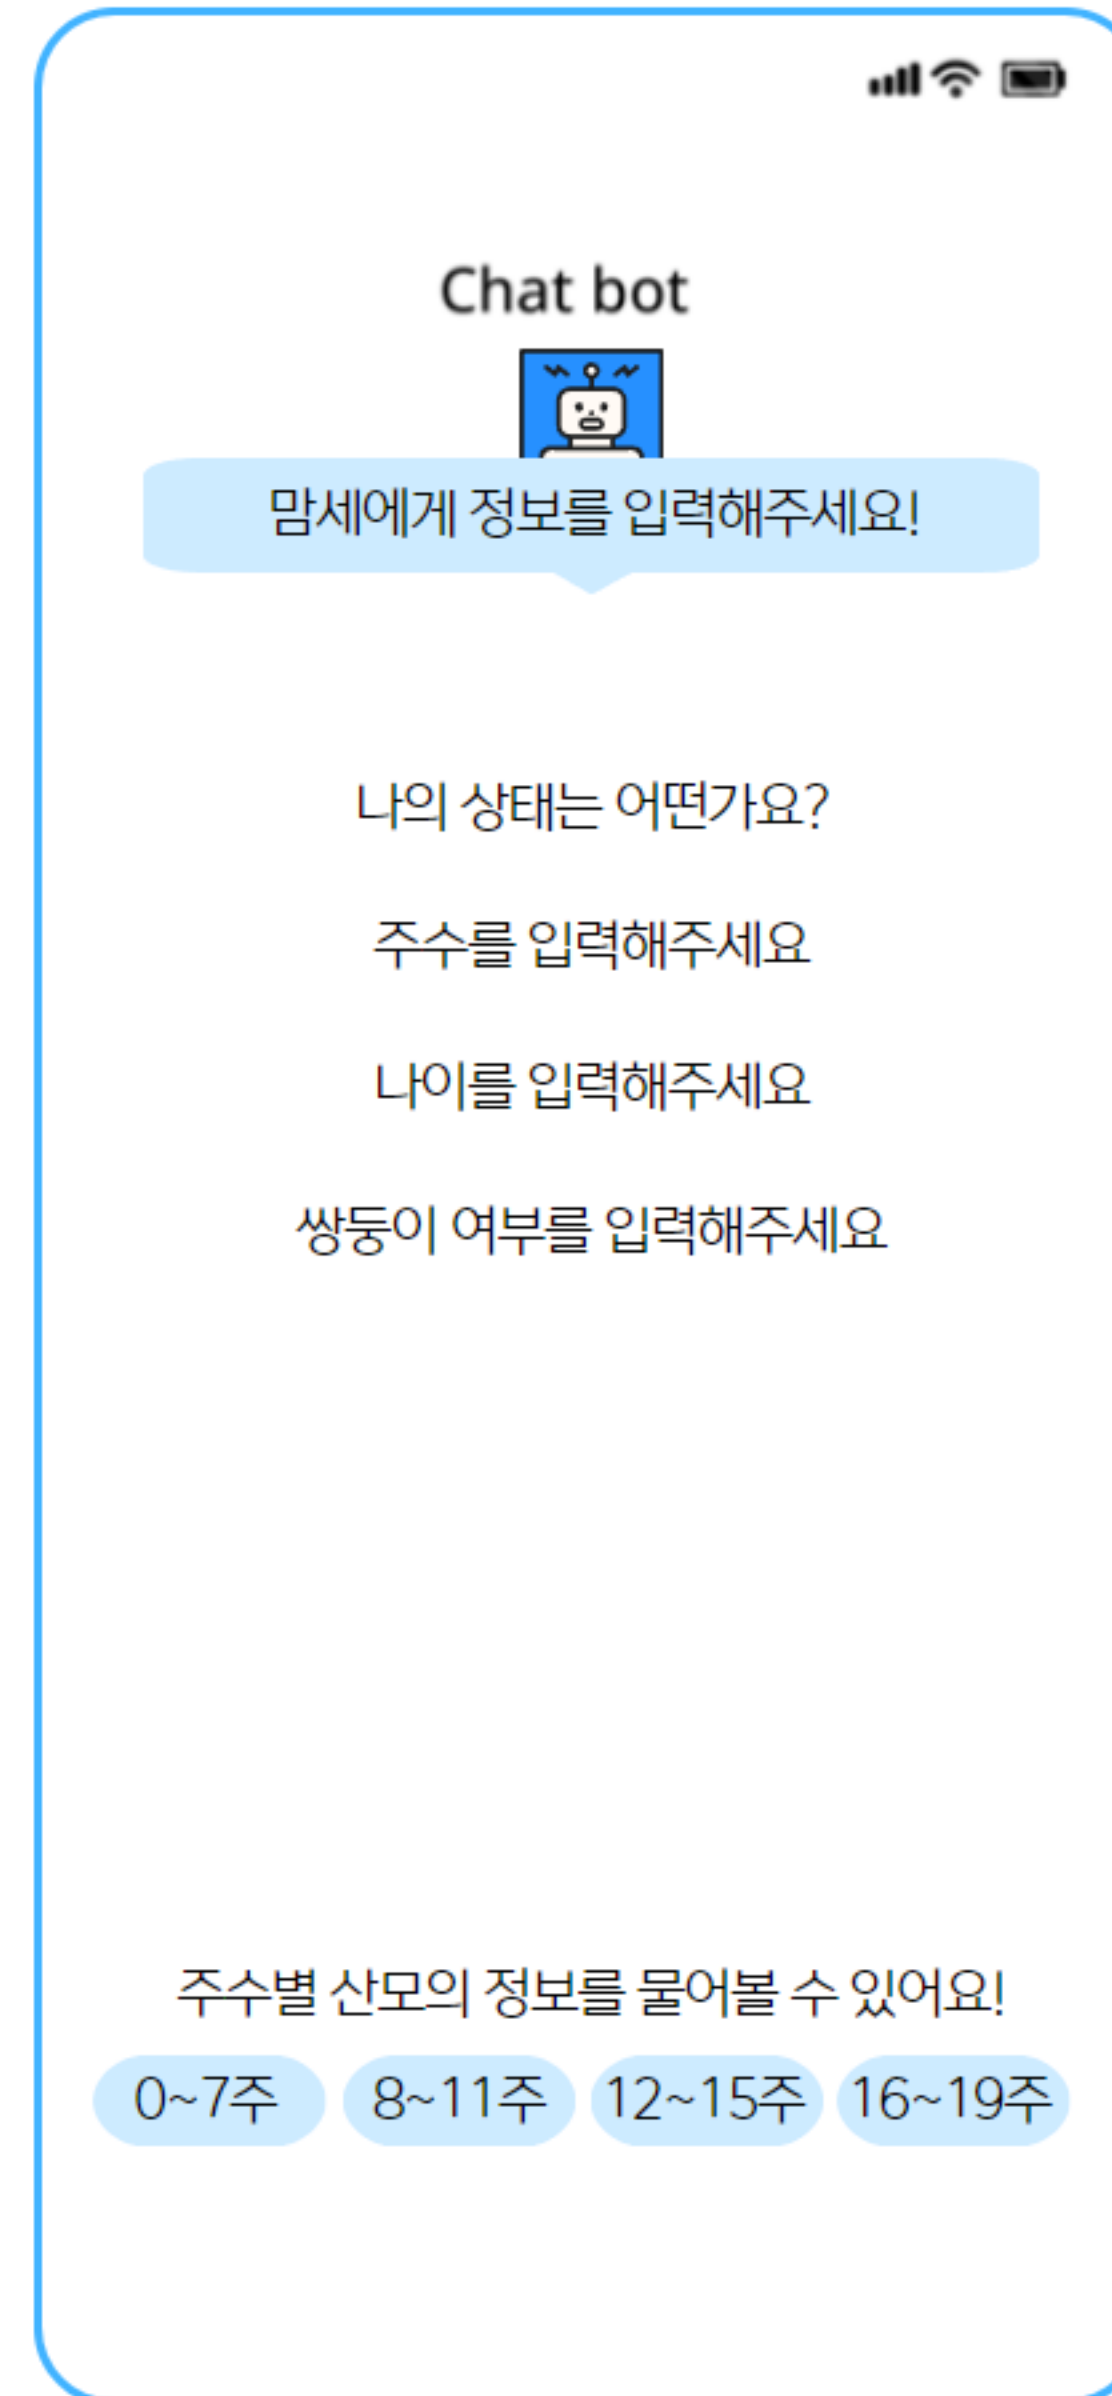 Chat bot
맘세에게 정보를 입력해주세요!
나의 상태는 어떤가요?
주수를 입력해주세요
나이를 입력해주세요
쌍둥이 여부를 입력해주세요
주수별 산모의 정보를 물어볼 수 있어요!
0~7주 8~11주 12~15주 16~19주